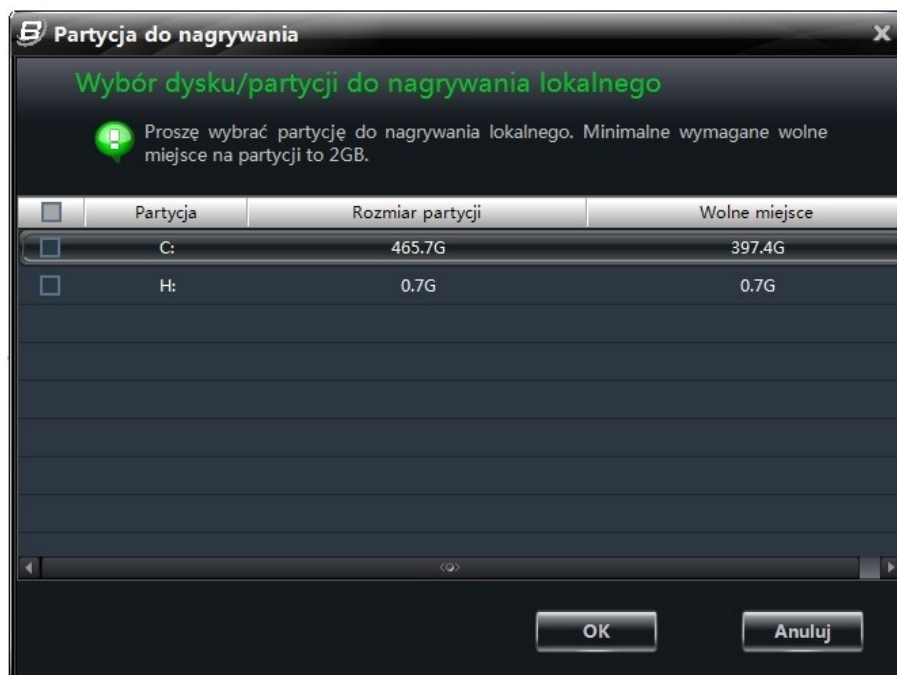 Partycja do nagrywania
Wybór dysku/partycji do nagrywania lokalnego
Proszę wybrać partycję do nagrywania lokalnego. Minimalne wymagane wolne
miejsce na partycji to 2GB.
Partycja Rozmiar partycji Wolne miejsce
C: 465.7G 397.4G
H: 0.7G 0.7G
OK Anuluj